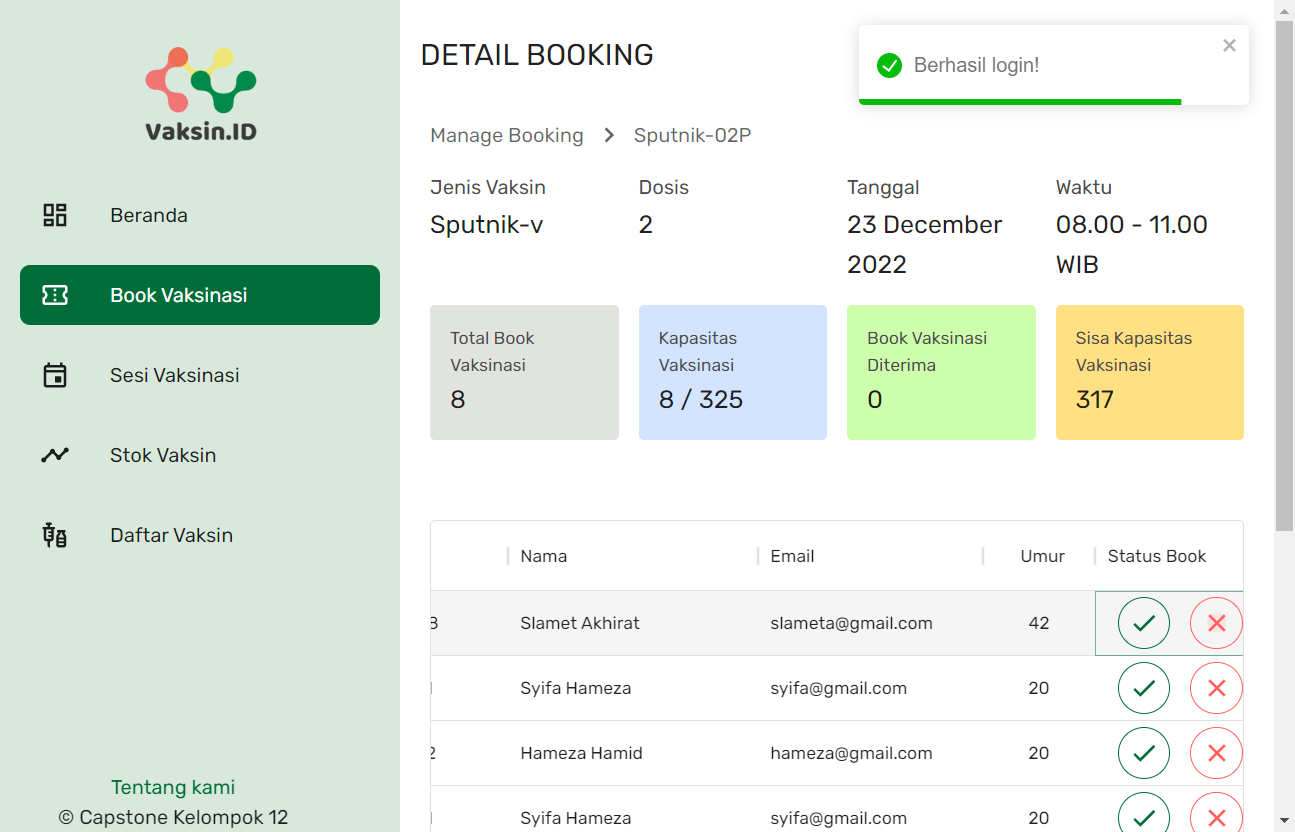 Vaksin.ID
Beranda
Book Vaksinasi
Sesi Vaksinasi
Stok Vaksin
Daftar Vaksin
Tentang kami
© Capstone Kelompok 12
DETAIL BOOKING
Berhasil login!
Manage Booking > Sputnik-02P
Jenis Vaksin Dosis Tanggal Waktu
Sputnik-v 2 23 December 08.00 - 11.00
2022 WIB
Total Book Kapasitas Book Vaksinasi Sisa Kapasitas
Vaksinasi Vaksinasi Diterima Vaksinasi
8 8 / 325 0 317
Nama Email Umur Status Book
8 Slamet Akhirat slameta@gmail.com 42
Syifa Hameza syifa@gmail.com 20
2 Hameza Hamid hameza@gmail.com 20
Syifa Hameza syifa@gmail.com 20